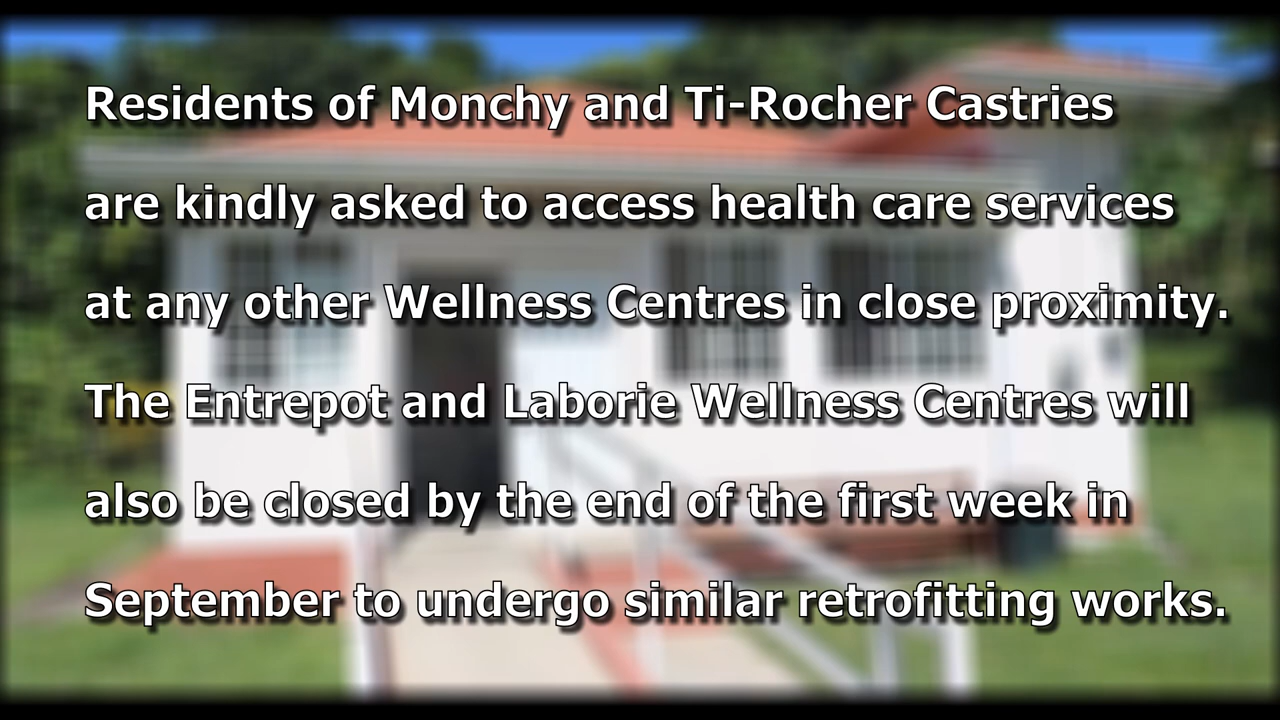 Residents of Monchy and Ti-Rocher Castries
are kindly asked to access health care services
at any other Wellness Centres in close proximity.
The Entrepot and Laborie Wellness Centres will
also be closed by the end of the first week in
September to undergo similar retrofitting works.